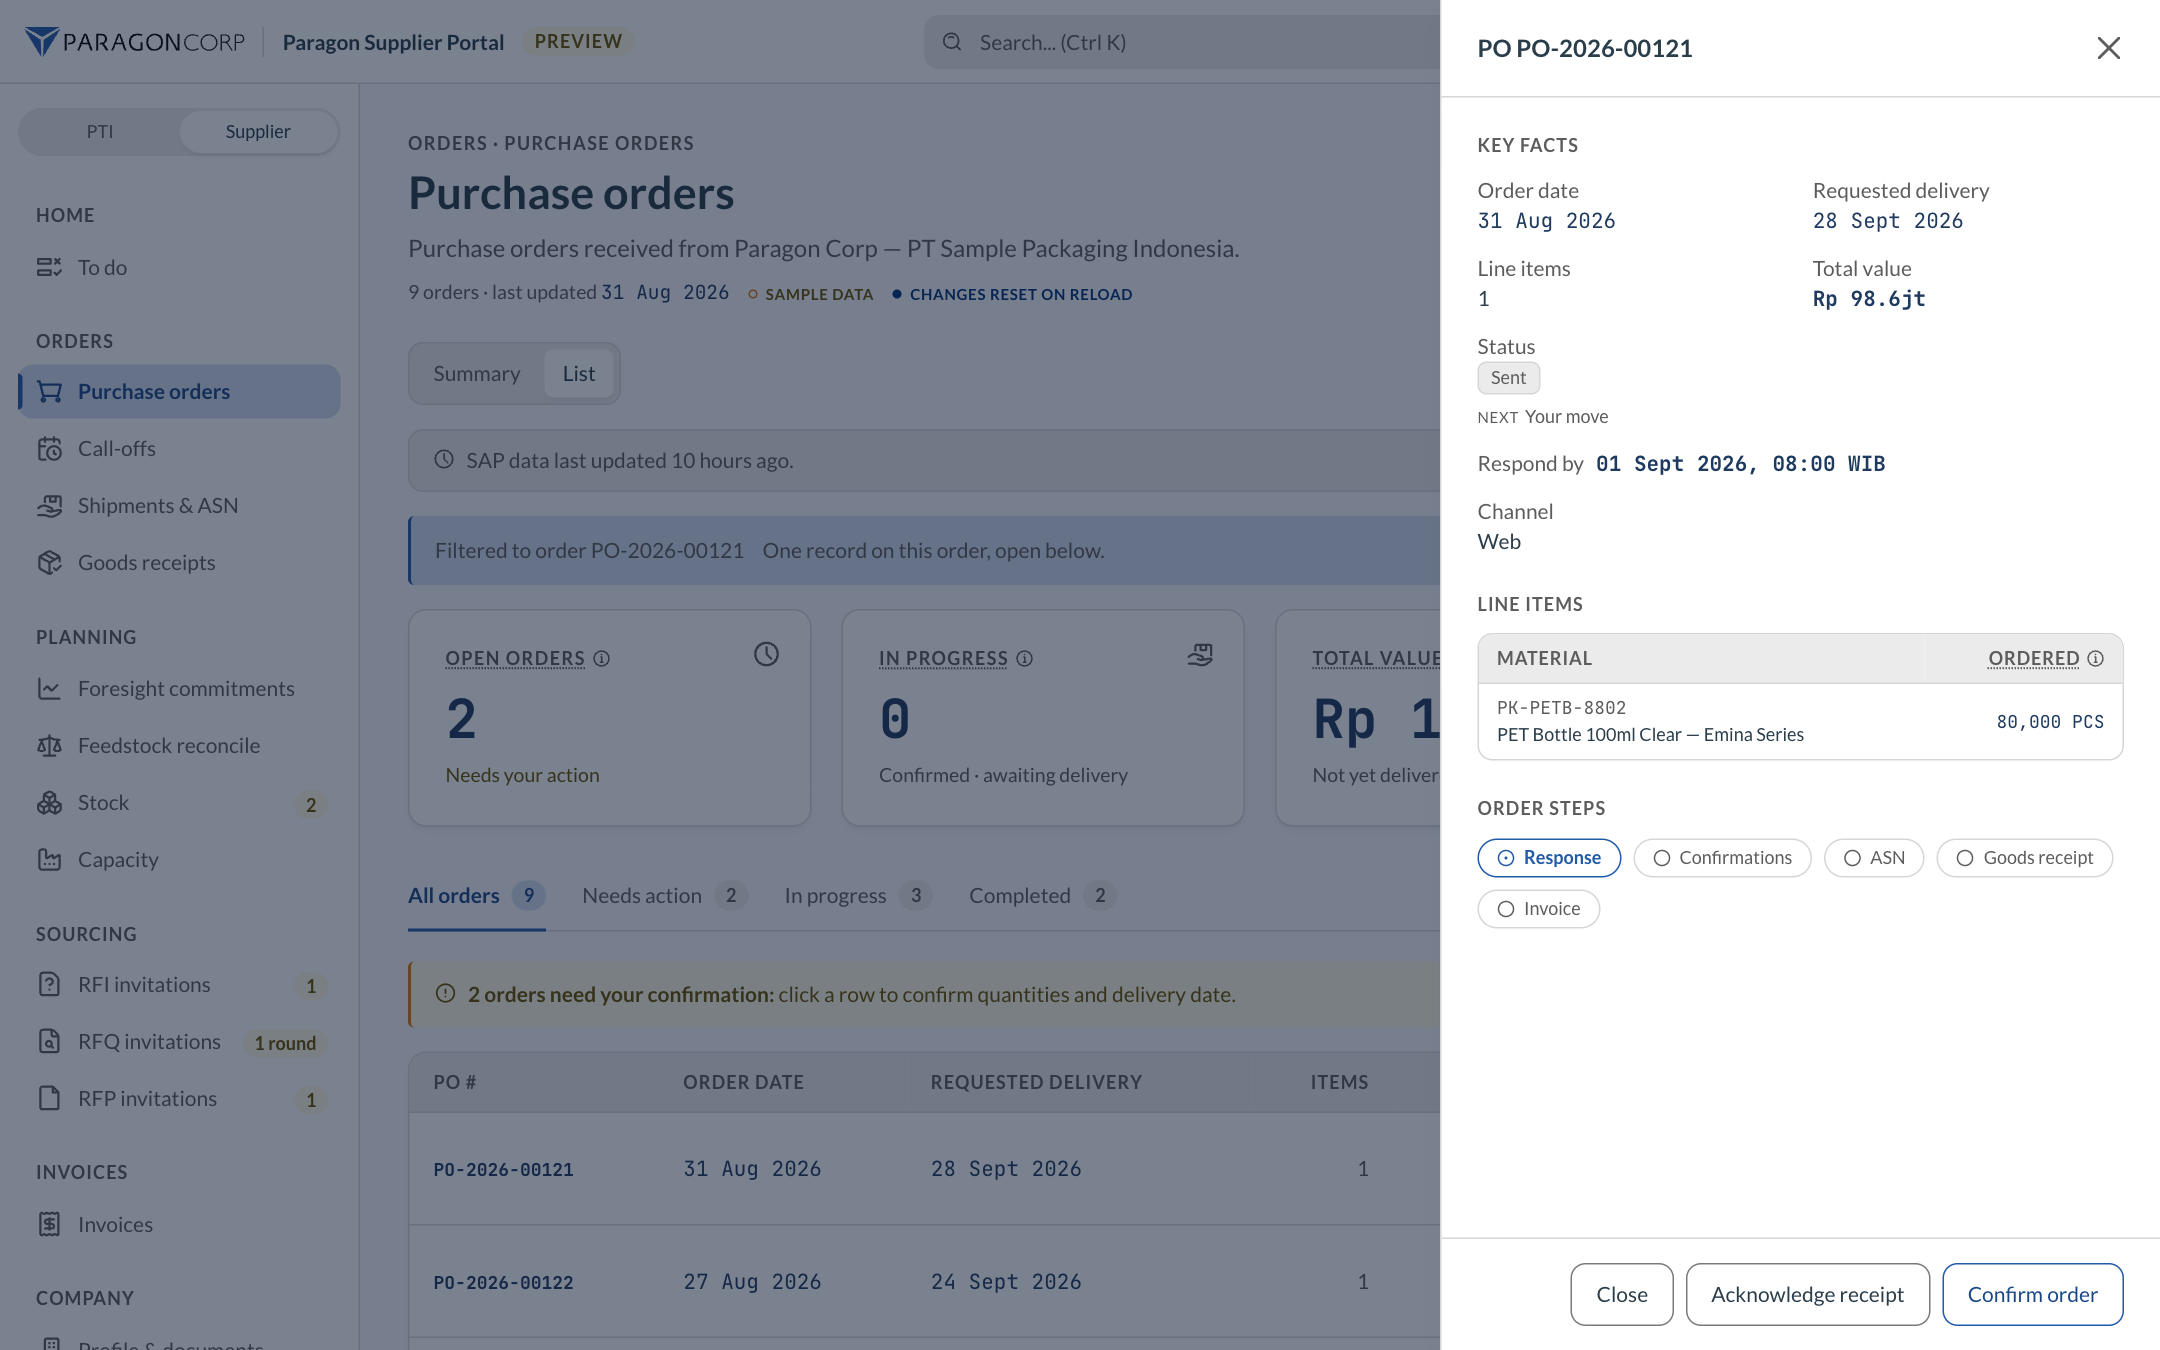 PARAGONCORP
Paragon Supplier Portal
PREVIEW
Search... (Ctrl K)
PTI
Supplier
HOME
To do
ORDERS
Purchase orders
Call-offs
Shipments & ASN
Goods receipts
PLANNING
Foresight commitments
Feedstock reconcile
Stock 2
Capacity
SOURCING
RFI invitations 1
RFQ invitations 1 round
RFP invitations 1
INVOICES
Invoices
COMPANY
Profile & documents
ORDERS · PURCHASE ORDERS
Purchase orders
Purchase orders received from Paragon Corp — PT Sample Packaging Indonesia.
9 orders · last updated 31 Aug 2026 SAMPLE DATA CHANGES RESET ON RELOAD
Summary List
SAP data last updated 10 hours ago.
Filtered to order PO-2026-00121 One record on this order, open below.
OPEN ORDERS
2
Needs your action
IN PROGRESS
0
Confirmed · awaiting delivery
TOTAL VALUE
Rp 1
Not yet deliver
All orders 9 Needs action 2 In progress 3 Completed 2
2 orders need your confirmation: click a row to confirm quantities and delivery date.
PO # ORDER DATE REQUESTED DELIVERY ITEMS
PO-2026-00121 31 Aug 2026 28 Sept 2026 1
PO-2026-00122 27 Aug 2026 24 Sept 2026 1
PO PO-2026-00121
KEY FACTS
Order date
31 Aug 2026
Requested delivery
28 Sept 2026
Line items
1
Total value
Rp 98.6jt
Status
Sent
NEXT Your move
Respond by 01 Sept 2026, 08:00 WIB
Channel
Web
LINE ITEMS
MATERIAL ORDERED
PK-PETB-8802
PET Bottle 100ml Clear — Emina Series
80,000 PCS
ORDER STEPS
Response Confirmations ASN Goods receipt
Invoice
Close Acknowledge receipt Confirm order